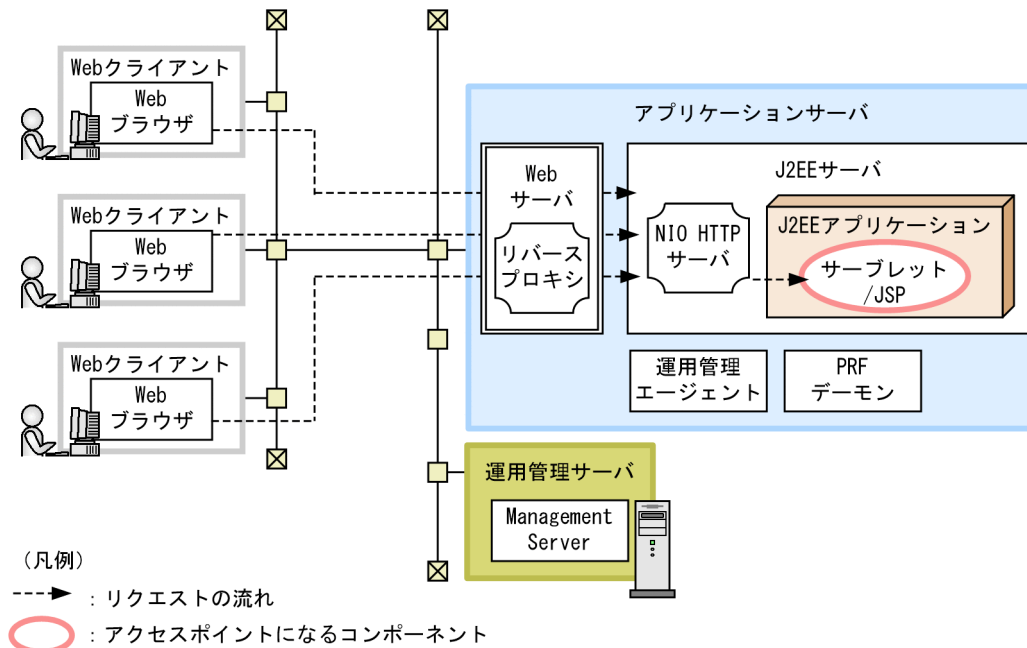 Webクライアント
Web
ブラウザ
Webクライアント
Web
ブラウザ
Webクライアント
Web
ブラウザ
アプリケーションサーバ
Web
サーバ
リバース
プロキシ
J2EEサーバ
NIO HTTP
サーバ
J2EEアプリケーション
サーブレット
/JSP
運用管理
エージェント
PRF
デーモン
運用管理サーバ
Management
Server
（凡例）
：リクエストの流れ
：アクセスポイントになるコンポーネント